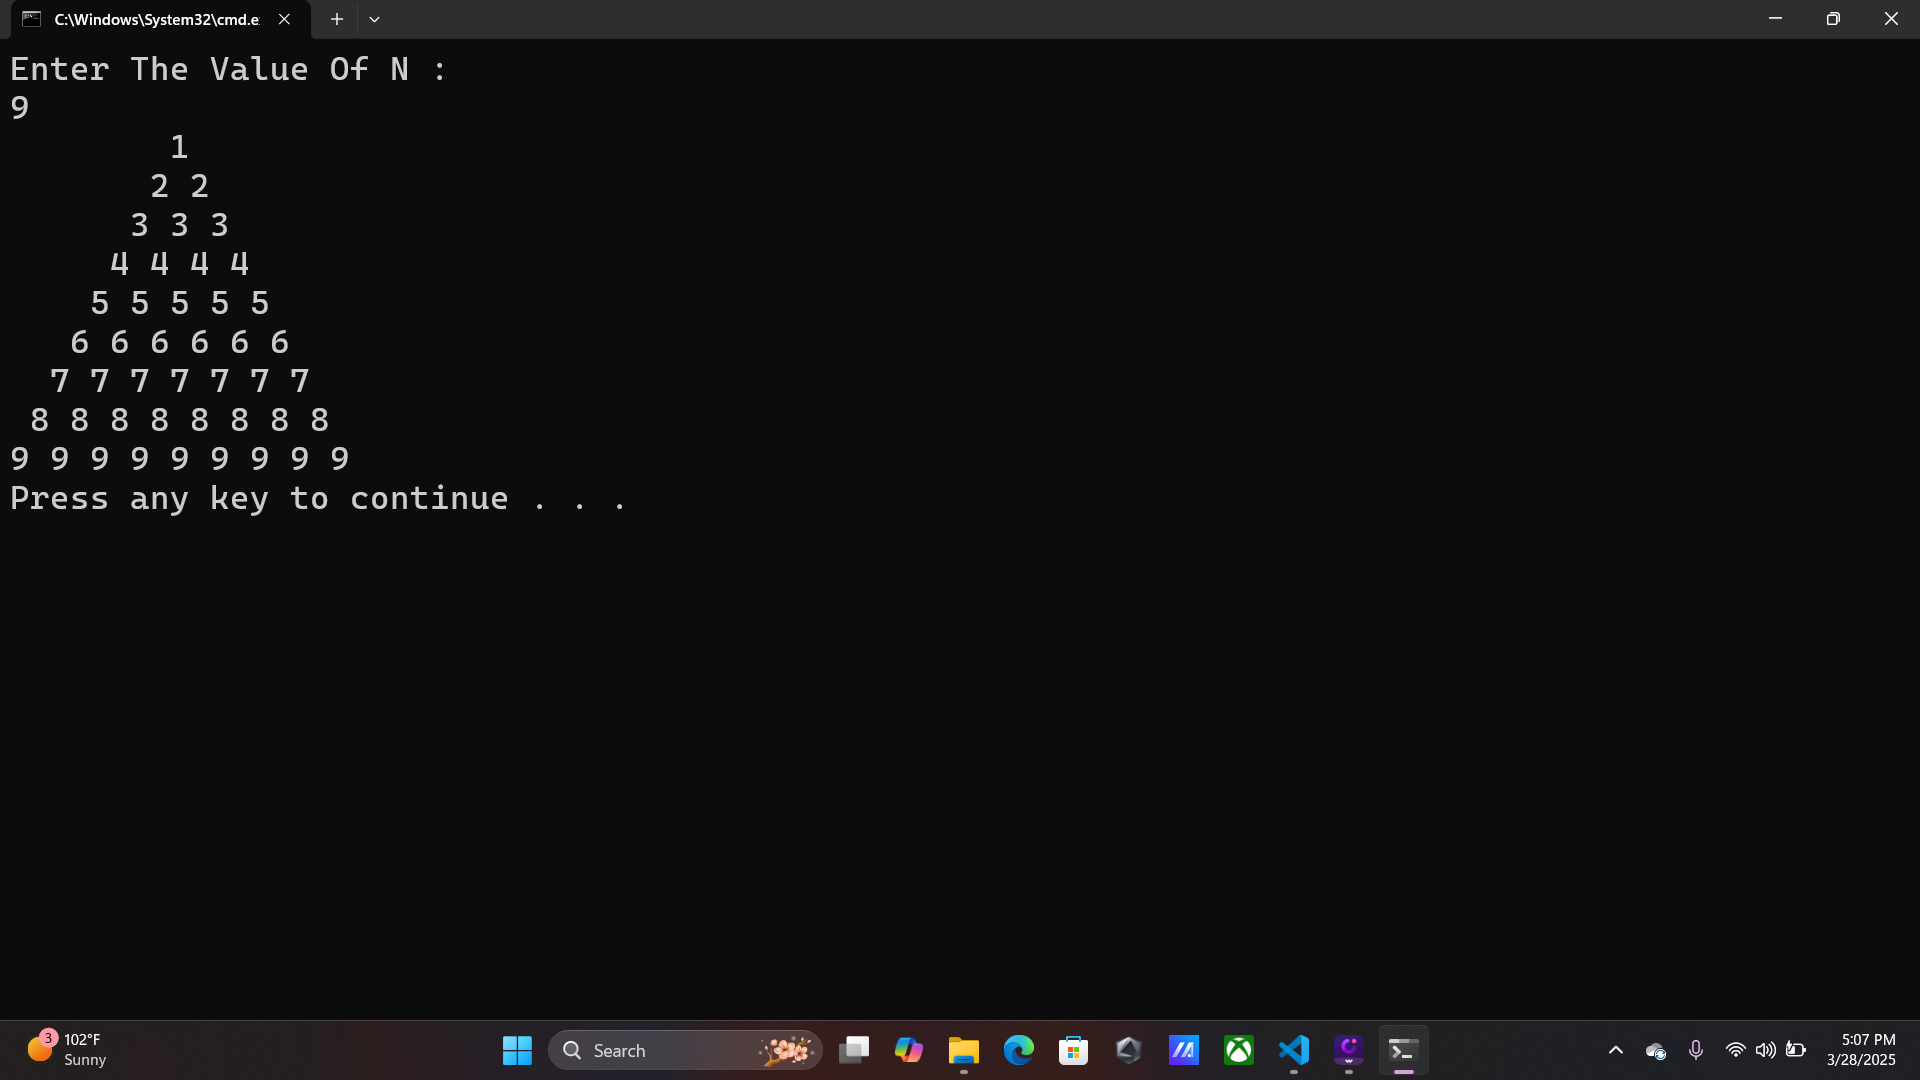 C:\Windows\System32\cmd.e
Enter The Value Of N :
9
        1
       2 2
      3 3 3
     4 4 4 4
    5 5 5 5 5
   6 6 6 6 6 6
  7 7 7 7 7 7 7
 8 8 8 8 8 8 8 8
9 9 9 9 9 9 9 9 9
Press any key to continue . . .
3
102°F
Sunny
Search
5:07 PM
3/28/2025